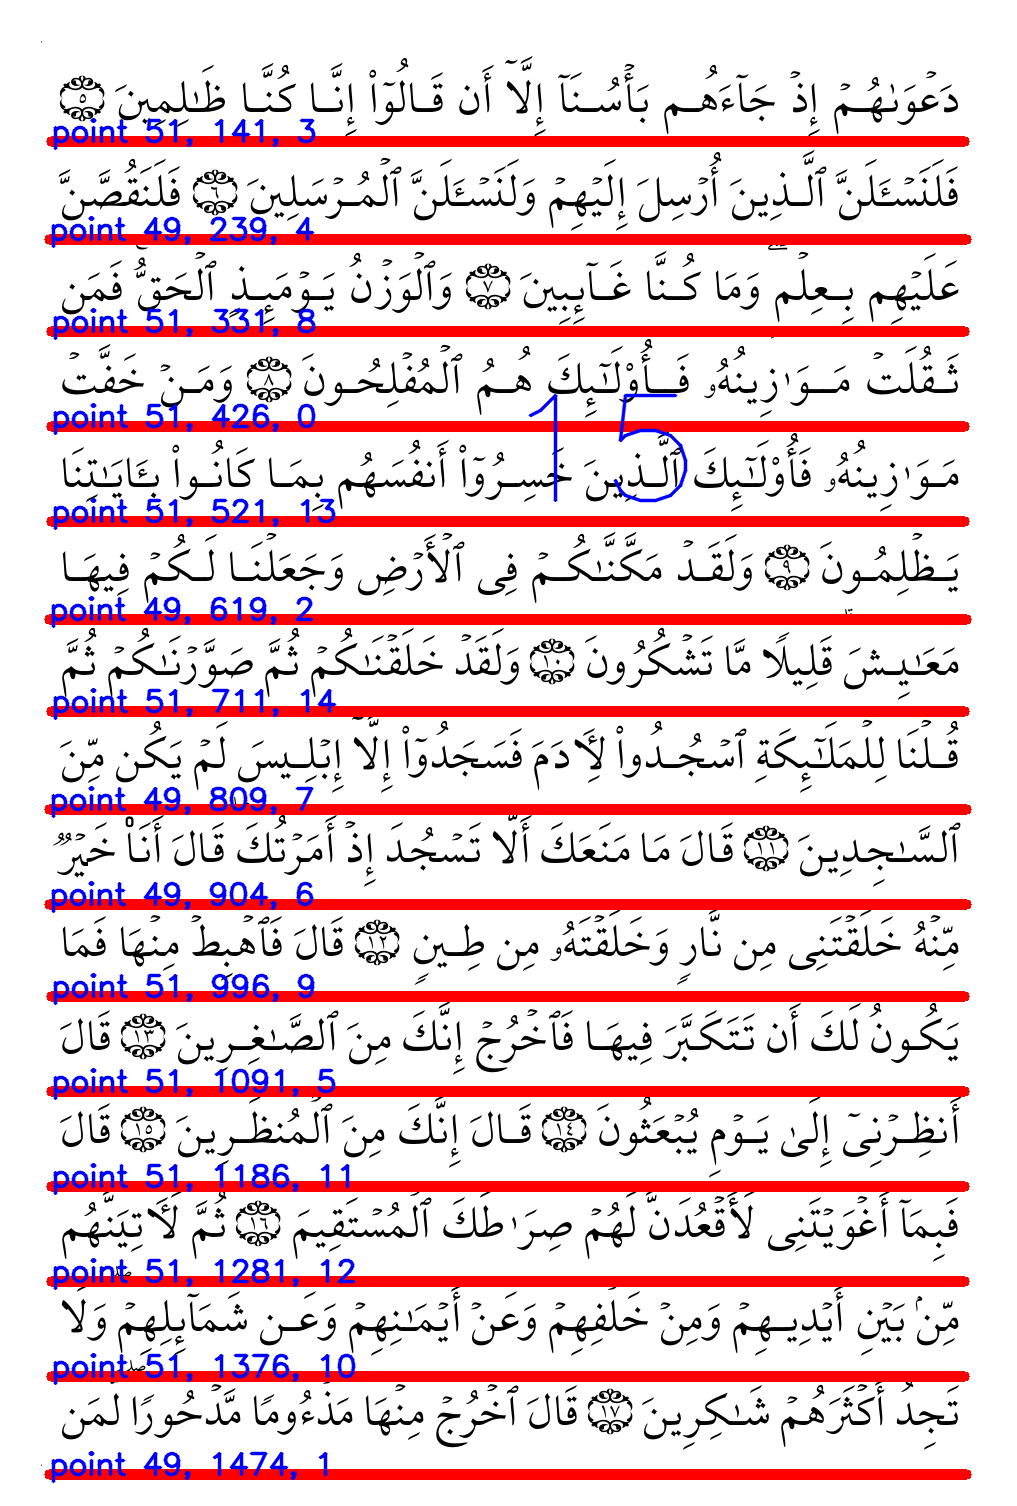 دَعْوَىٰهُمْ إِذْ جَآءَهُم بَأْسُنَآ إِلَّآ أَن قَالُوٓا۟ إِنَّا كُنَّا ظَـٰلِمِينَ ٥
point 51, 141, 3
فَلَنَسْـَٔلَنَّ ٱلَّذِينَ أُرْسِلَ إِلَيْهِمْ وَلَنَسْـَٔلَنَّ ٱلْمُرْسَلِينَ ٦ فَلَنَقُصَّنَّ
point 49, 239, 4
عَلَيْهِم بِعِلْمٍ ۖ وَمَا كُنَّا غَآئِبِينَ ٧ وَٱلْوَزْنُ يَوْمَئِذٍ ٱلْحَقُّ ۚ فَمَن
point 51, 331, 8
ثَقُلَتْ مَوَٰزِينُهُۥ فَأُو۟لَـٰٓئِكَ هُمُ ٱلْمُفْلِحُونَ ٨ وَمَنْ خَفَّتْ
point 51, 426, 0
15
مَوَٰزِينُهُۥ فَأُو۟لَـٰٓئِكَ ٱلَّذِينَ خَسِرُوٓا۟ أَنفُسَهُم بِمَا كَانُوا۟ بِـَٔايَـٰتِنَا
point 51, 521, 13
يَظْلِمُونَ ٩ وَلَقَدْ مَكَّنَّـٰكُمْ فِى ٱلْأَرْضِ وَجَعَلْنَا لَكُمْ فِيهَا
point 49, 619, 2
مَعَـٰيِشَ ۗ قَلِيلًا مَّا تَشْكُرُونَ ١٠ وَلَقَدْ خَلَقْنَـٰكُمْ ثُمَّ صَوَّرْنَـٰكُمْ ثُمَّ
point 51, 711, 14
قُلْنَا لِلْمَلَـٰٓئِكَةِ ٱسْجُدُوا۟ لِـَٔادَمَ فَسَجَدُوٓا۟ إِلَّآ إِبْلِيسَ لَمْ يَكُن مِّنَ
point 49, 809, 7
ٱلسَّـٰجِدِينَ ١١ قَالَ مَا مَنَعَكَ أَلَّا تَسْجُدَ إِذْ أَمَرْتُكَ ۖ قَالَ أَنَا۠ خَيْرٌ
point 49, 904, 6
مِّنْهُ خَلَقْتَنِى مِن نَّارٍ وَخَلَقْتَهُۥ مِن طِينٍ ١٢ قَالَ فَٱهْبِطْ مِنْهَا فَمَا
point 51, 996, 9
يَكُونُ لَكَ أَن تَتَكَبَّرَ فِيهَا فَٱخْرُجْ إِنَّكَ مِنَ ٱلصَّـٰغِرِينَ ١٣ قَالَ
point 51, 1091, 5
أَنظِرْنِىٓ إِلَىٰ يَوْمِ يُبْعَثُونَ ١٤ قَالَ إِنَّكَ مِنَ ٱلْمُنظَرِينَ ١٥ قَالَ
point 51, 1186, 11
فَبِمَآ أَغْوَيْتَنِى لَأَقْعُدَنَّ لَهُمْ صِرَٰطَكَ ٱلْمُسْتَقِيمَ ١٦ ثُمَّ لَـَٔاتِيَنَّهُم
point 51, 1281, 12
مِّنۢ بَيْنِ أَيْدِيهِمْ وَمِنْ خَلْفِهِمْ وَعَنْ أَيْمَـٰنِهِمْ وَعَن شَمَآئِلِهِمْ ۖ وَلَا
point 51, 1376, 10
تَجِدُ أَكْثَرَهُمْ شَـٰكِرِينَ ١٧ قَالَ ٱخْرُجْ مِنْهَا مَذْءُومًا مَّدْحُورًا ۖ لَّمَن
point 49, 1474, 1